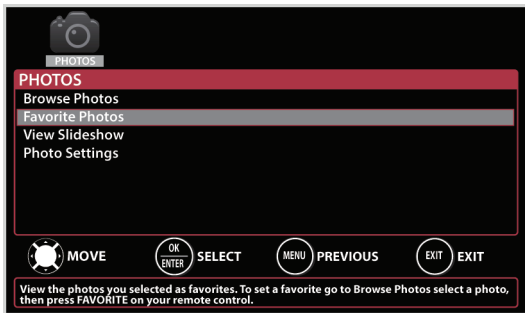 PHOTOS
PHOTOS
Browse Photos
Favorite Photos
View Slideshow
Photo Settings
MOVE OK ENTER SELECT MENU PREVIOUS EXIT EXIT
View the photos you selected as favorites. To set a favorite go to Browse Photos select a photo,
then press FAVORITE on your remote control.